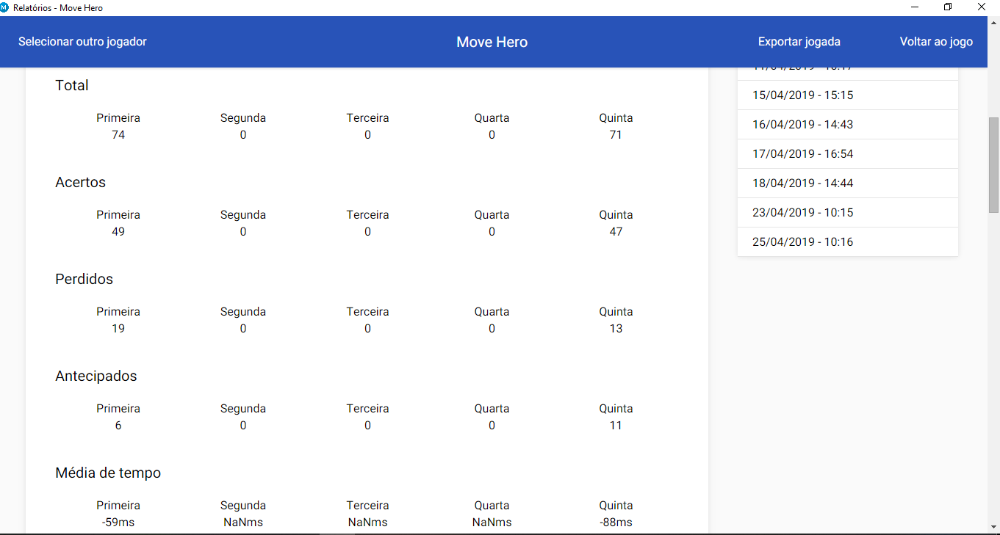 Relatórios - Move Hero
Selecionar outro jogador
Move Hero
Exportar jogada
Voltar ao jogo
Total
Primeira Segunda Terceira Quarta Quinta
74 0 0 0 71
Acertos
Primeira Segunda Terceira Quarta Quinta
49 0 0 0 47
Perdidos
Primeira Segunda Terceira Quarta Quinta
19 0 0 0 13
Antecipados
Primeira Segunda Terceira Quarta Quinta
6 0 0 0 11
Média de tempo
Primeira Segunda Terceira Quarta Quinta
-59ms NaNms NaNms NaNms -88ms
15/04/2019 - 15:15
16/04/2019 - 14:43
17/04/2019 - 16:54
18/04/2019 - 14:44
23/04/2019 - 10:15
25/04/2019 - 10:16